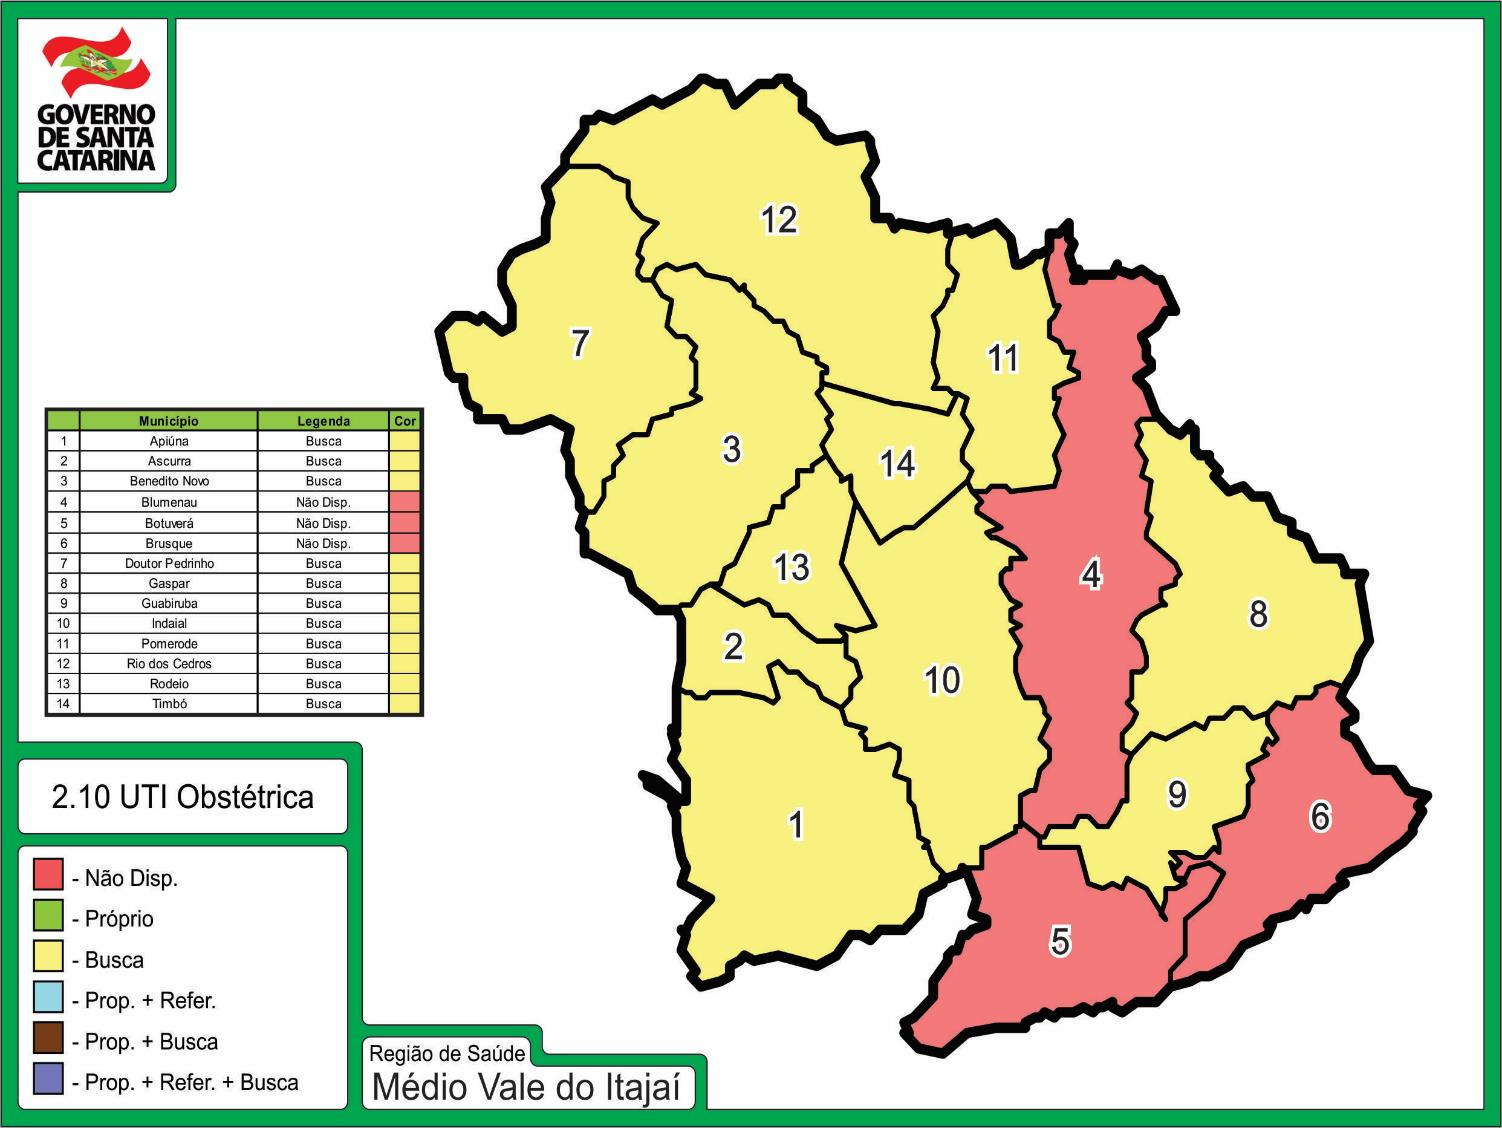 GOVERNO
DE SANTA
CATARINA
12
7
11
3
14
13
4
2
8
10
1
9
6
5
Município Legenda Cor
1 Apiúna Busca
2 Ascurra Busca
3 Benedito Novo Busca
4 Blumenau Não Disp.
5 Botuverá Não Disp.
6 Brusque Não Disp.
7 Doutor Pedrinho Busca
8 Gaspar Busca
9 Guabiruba Busca
10 Indaial Busca
11 Pomerode Busca
12 Rio dos Cedros Busca
13 Rodeio Busca
14 Timbó Busca
2.10 UTI Obstétrica
- Não Disp.
- Próprio
- Busca
- Prop. + Refer.
- Prop. + Busca
- Prop. + Refer. + Busca
Região de Saúde
Médio Vale do Itajaí